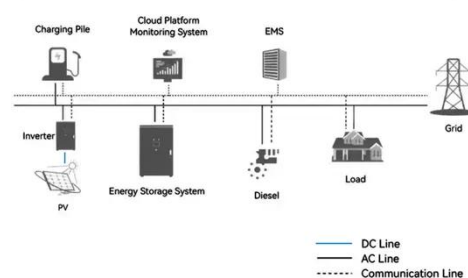 Charging Pile
Cloud Platform
Monitoring System
EMS
Grid
Inverter
PV
Energy Storage System
Diesel
Load
DC Line
AC Line
Communication Line